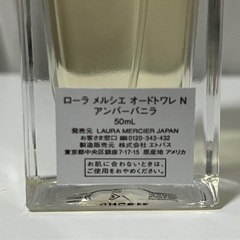 ローラ メルシエ オードトワレ N
アンバーバニラ
50mL
発売元 LAURA MERCIER JAPAN
お客さま窓口 ☎0120-343-432
製造販売元 株式会社 エトバス
東京都中央区銀座7-17-15 原産地 アメリカ
お肌に合わないときは、
ご使用をおやめください。